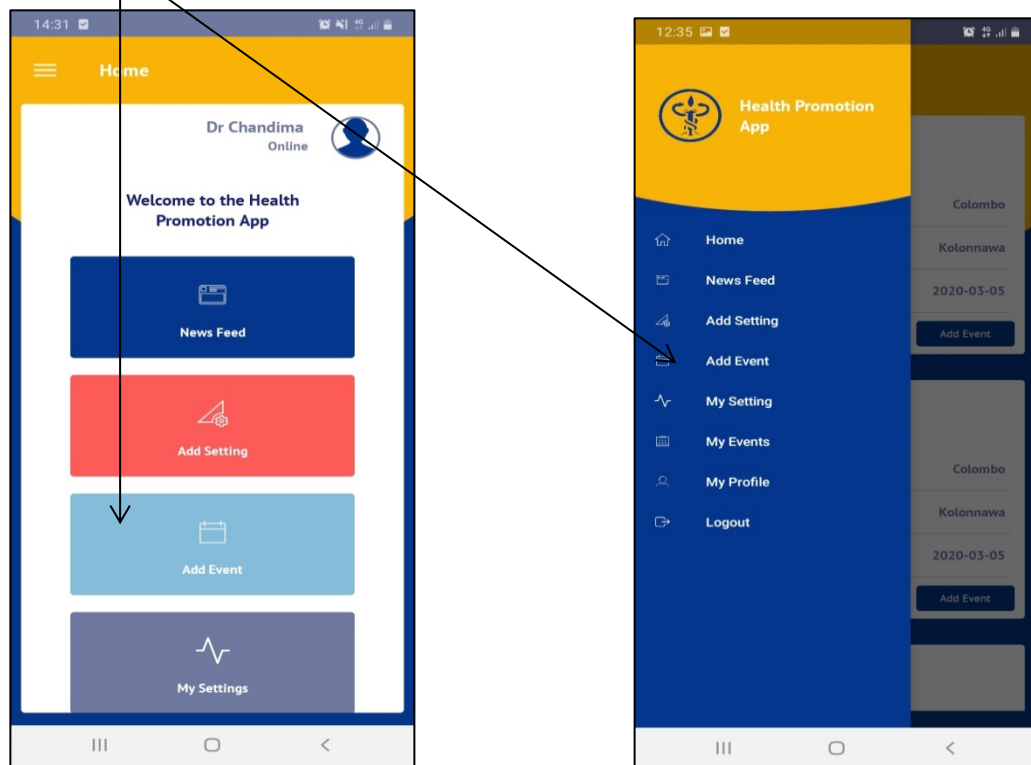 14:31
4G
Home
Dr Chandima
Online
Welcome to the Health
Promotion App
News Feed
Add Setting
Add Event
My Settings
12:35
4G
Health Promotion
App
Home
News Feed
Add Setting
Add Event
My Setting
My Events
My Profile
Logout
Colombo
Kolonnawa
2020-03-05
Add Event
Colombo
Kolonnawa
2020-03-05
Add Event